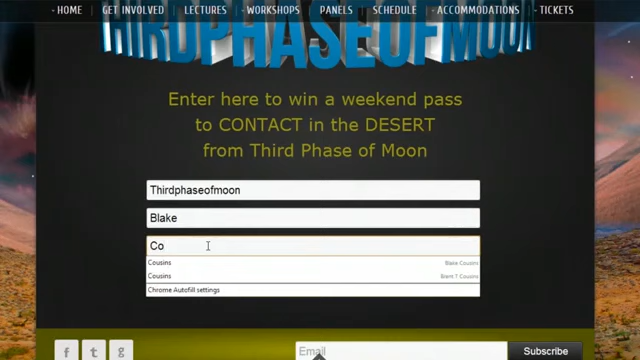 HOME GET INVOLVED LECTURES WORKSHOPS PANELS SCHEDULE ACCOMMODATIONS TICKETS
THIRDPHASEOFMOON
Enter here to win a weekend pass
to CONTACT in the DESERT
from Third Phase of Moon
Thirdphaseofmoon
Blake
Co
Cousins Blake Cousins
Cousins Brent T Cousins
Chrome Autofill settings
f t g Email Subscribe